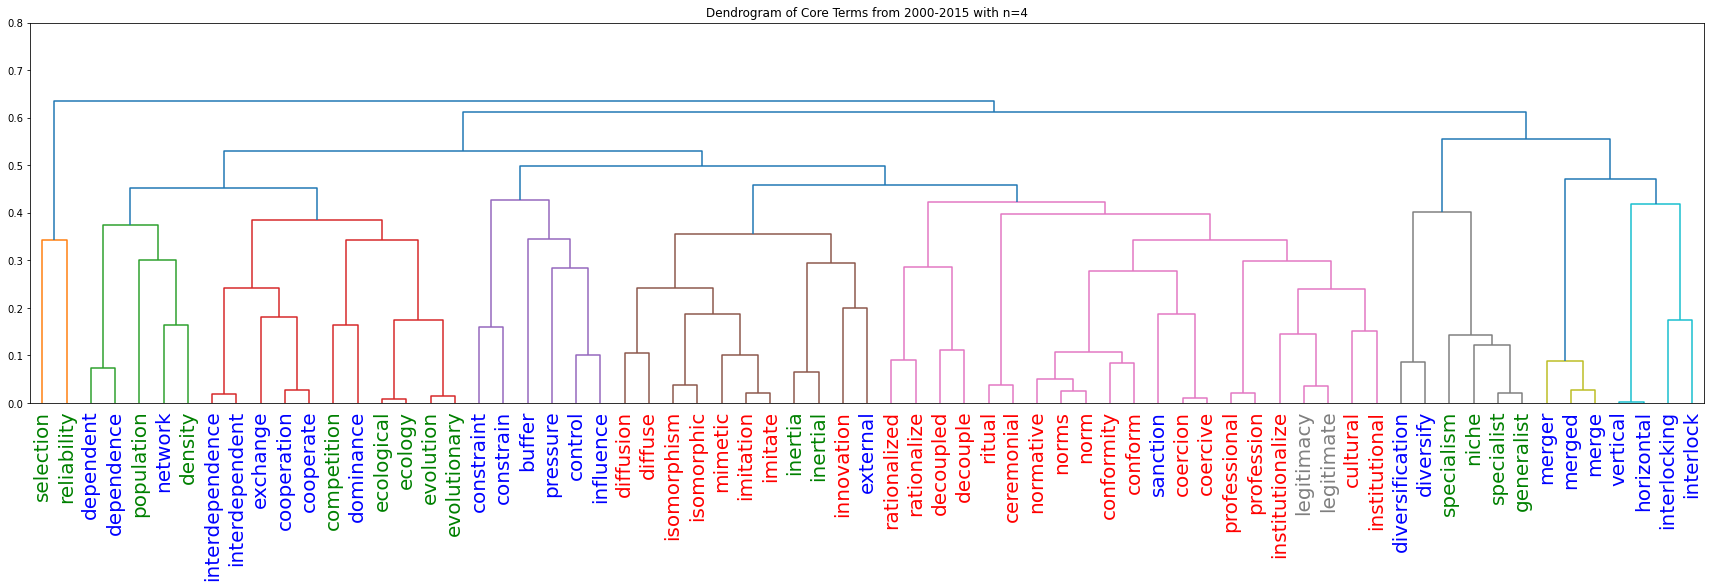 Dendrogram of Core Terms from 2000-2015 with n=4
0.8
0.7
0.6
0.5
0.4
0.3
0.2
0.1
0.0
selection
reliability
dependent
dependence
population
network
density
interdependence
interdependent
exchange
cooperation
cooperate
competition
dominance
ecological
ecology
evolution
evolutionary
constraint
constrain
buffer
pressure
control
influence
diffusion
diffuse
isomorphism
isomorphic
mimetic
imitation
imitate
inertia
inertial
innovation
external
rationalized
rationalize
decoupled
decouple
ritual
ceremonial
normative
norms
norm
conformity
conform
sanction
coercion
coercive
professional
profession
institutionalize
legitimacy
legitimate
cultural
institutional
diversification
diversify
specialism
niche
specialist
generalist
merger
merged
merge
vertical
horizontal
interlocking
interlock